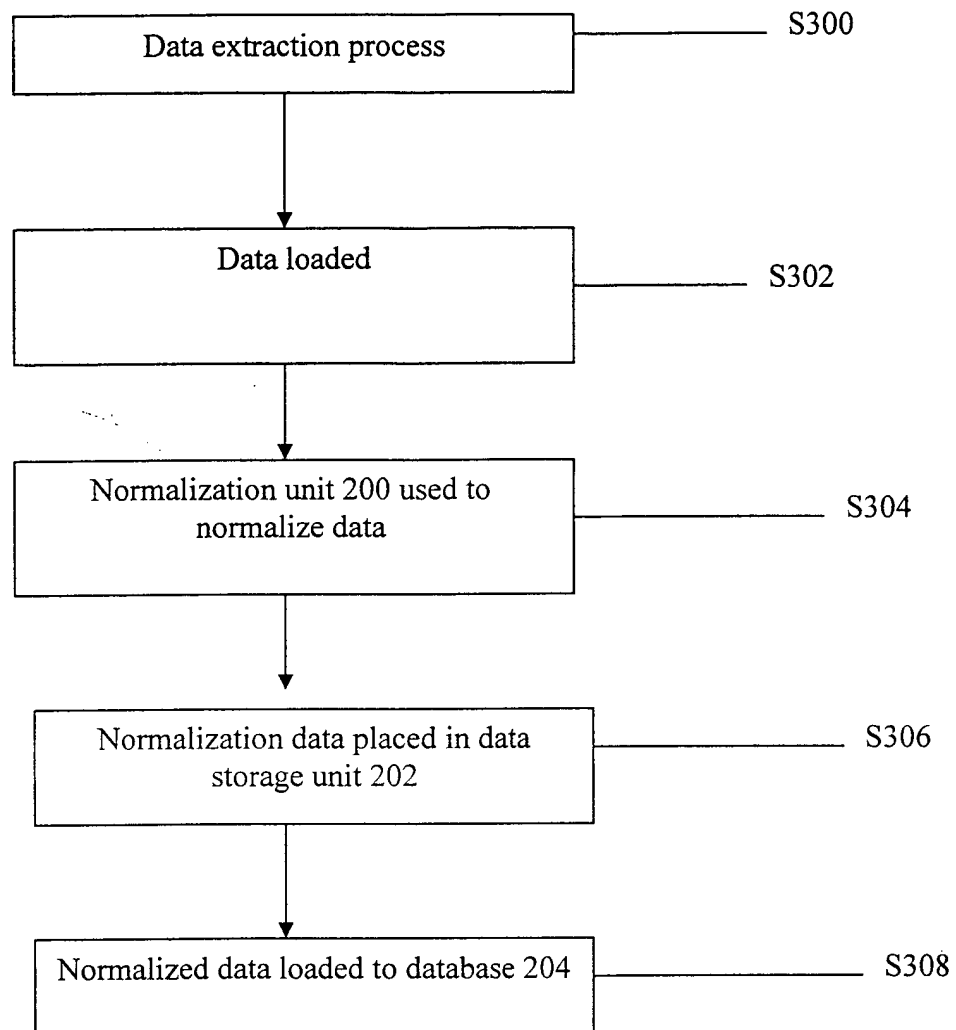 Data extraction process
S300
Data loaded
S302
Normalization unit 200 used to
normalize data
S304
Normalization data placed in data
storage unit 202
S306
Normalized data loaded to database 204
S308